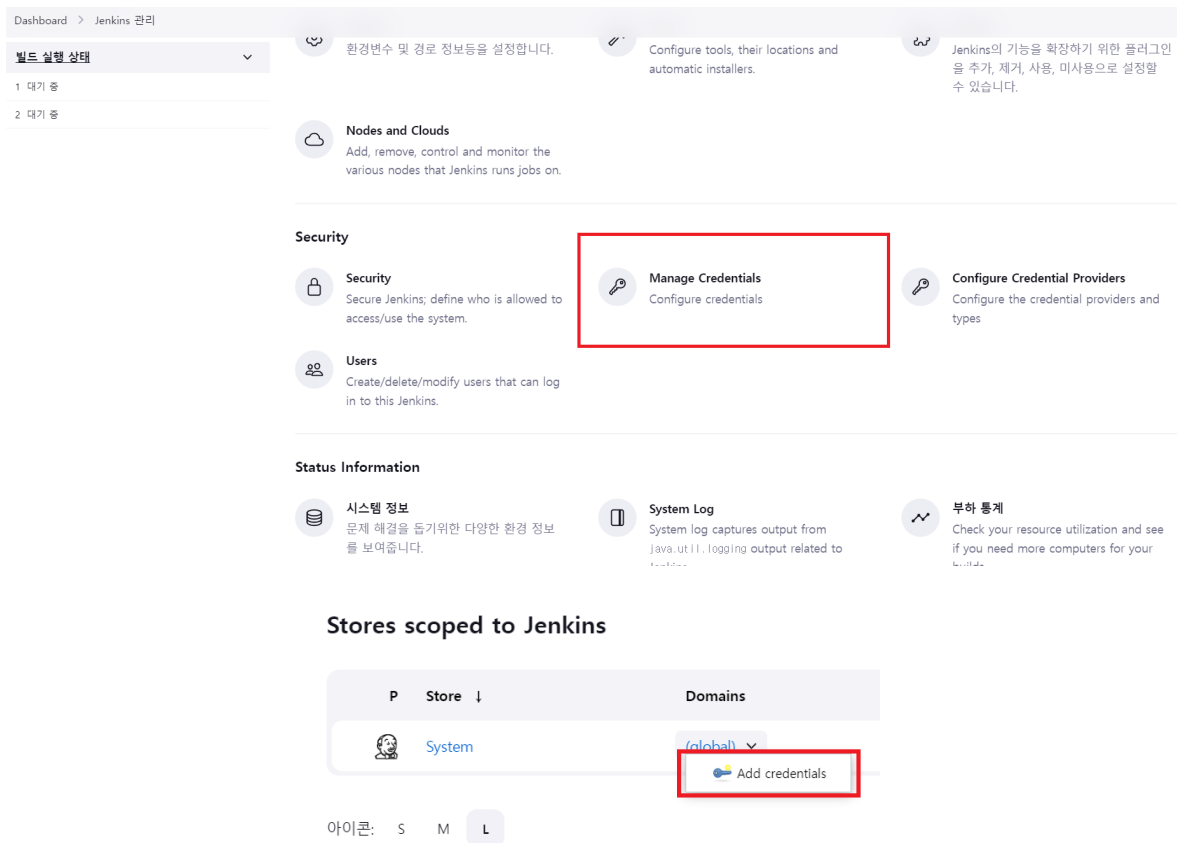 Dashboard > Jenkins 관리
빌드 실행 상태
1 대기 중
2 대기 중
환경변수 및 경로 정보등을 설정합니다.
Configure tools, their locations and
automatic installers.
Jenkins의 기능을 확장하기 위한 플러그인
을 추가, 제거, 사용, 미사용으로 설정할
수 있습니다.
Nodes and Clouds
Add, remove, control and monitor the
various nodes that Jenkins runs jobs on.
Security
Security
Secure Jenkins; define who is allowed to
access/use the system.
Manage Credentials
Configure credentials
Configure Credential Providers
Configure the credential providers and
types
Users
Create/delete/modify users that can log
in to this Jenkins.
Status Information
시스템 정보
문제 해결을 돕기위한 다양한 환경 정보
를 보여줍니다.
System Log
System log captures output from
java.util.logging output related to
Jenkins
부하 통계
Check your resource utilization and see
if you need more computers for your
builds
Stores scoped to Jenkins
P Store ↓ Domains
System (global)
Add credentials
아이콘: S M L